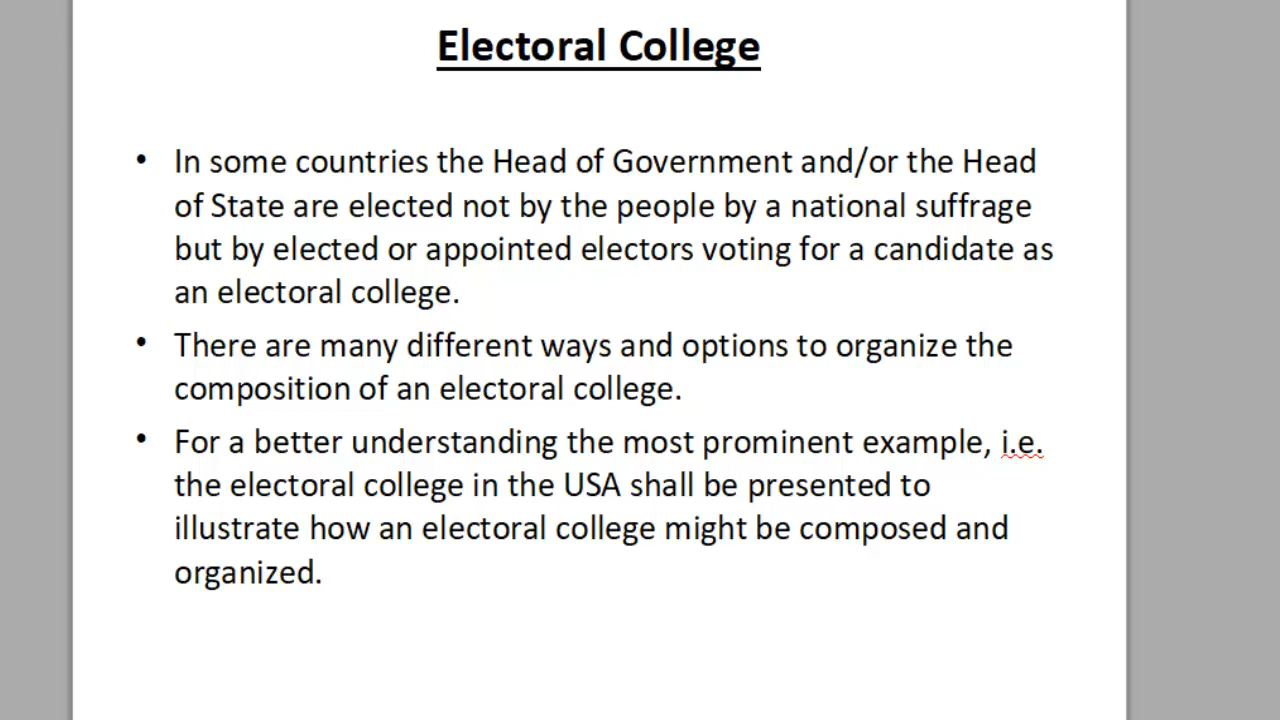 Electoral College
• In some countries the Head of Government and/or the Head
of State are elected not by the people by a national suffrage
but by elected or appointed electors voting for a candidate as
an electoral college.
• There are many different ways and options to organize the
composition of an electoral college.
• For a better understanding the most prominent example, i.e.
the electoral college in the USA shall be presented to
illustrate how an electoral college might be composed and
organized.